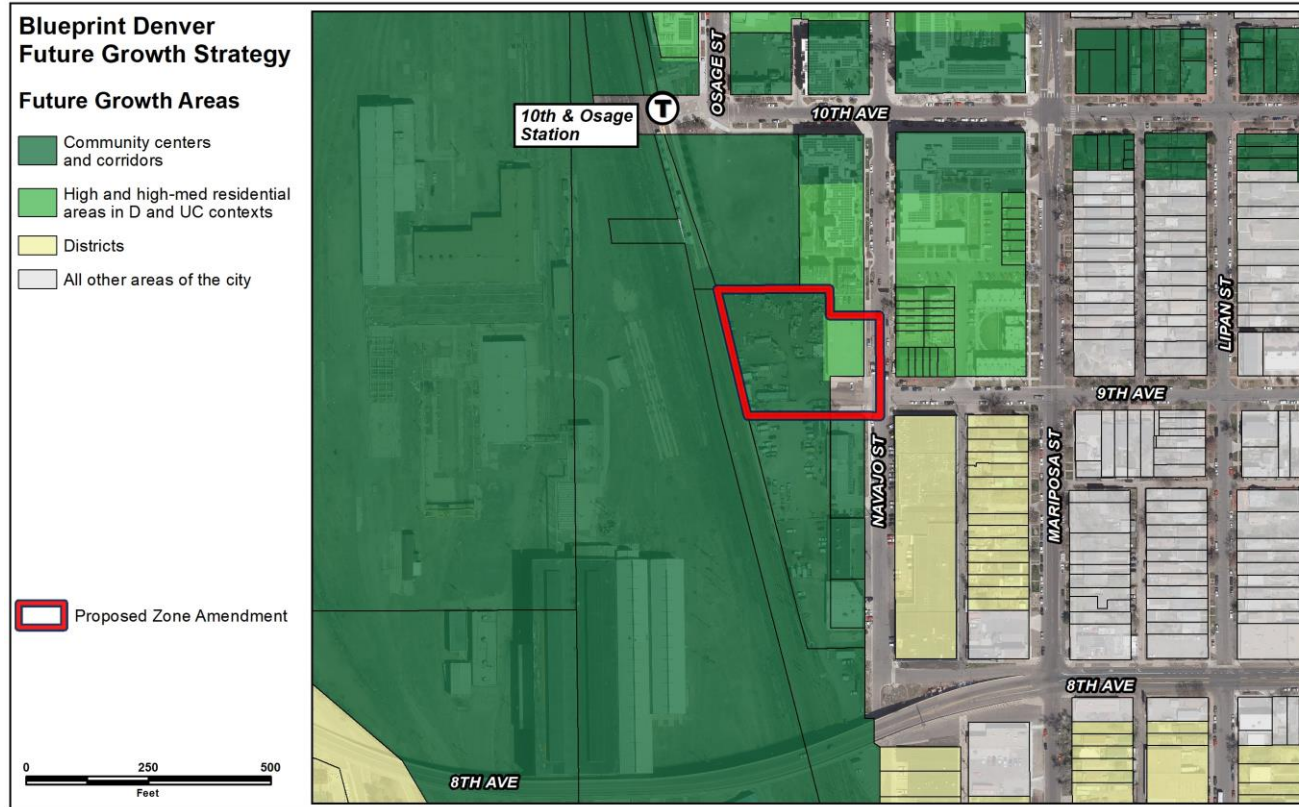 Blueprint Denver
Future Growth Strategy
Future Growth Areas
Community centers
and corridors
High and high-med residential
areas in D and UC contexts
Districts
All other areas of the city
Proposed Zone Amendment
0 250 500
Feet
OSAGE ST
T
10th & Osage
Station
10TH AVE
LIPAN ST
9TH AVE
NAVAJO ST
MARIPOSA ST
8TH AVE
8TH AVE